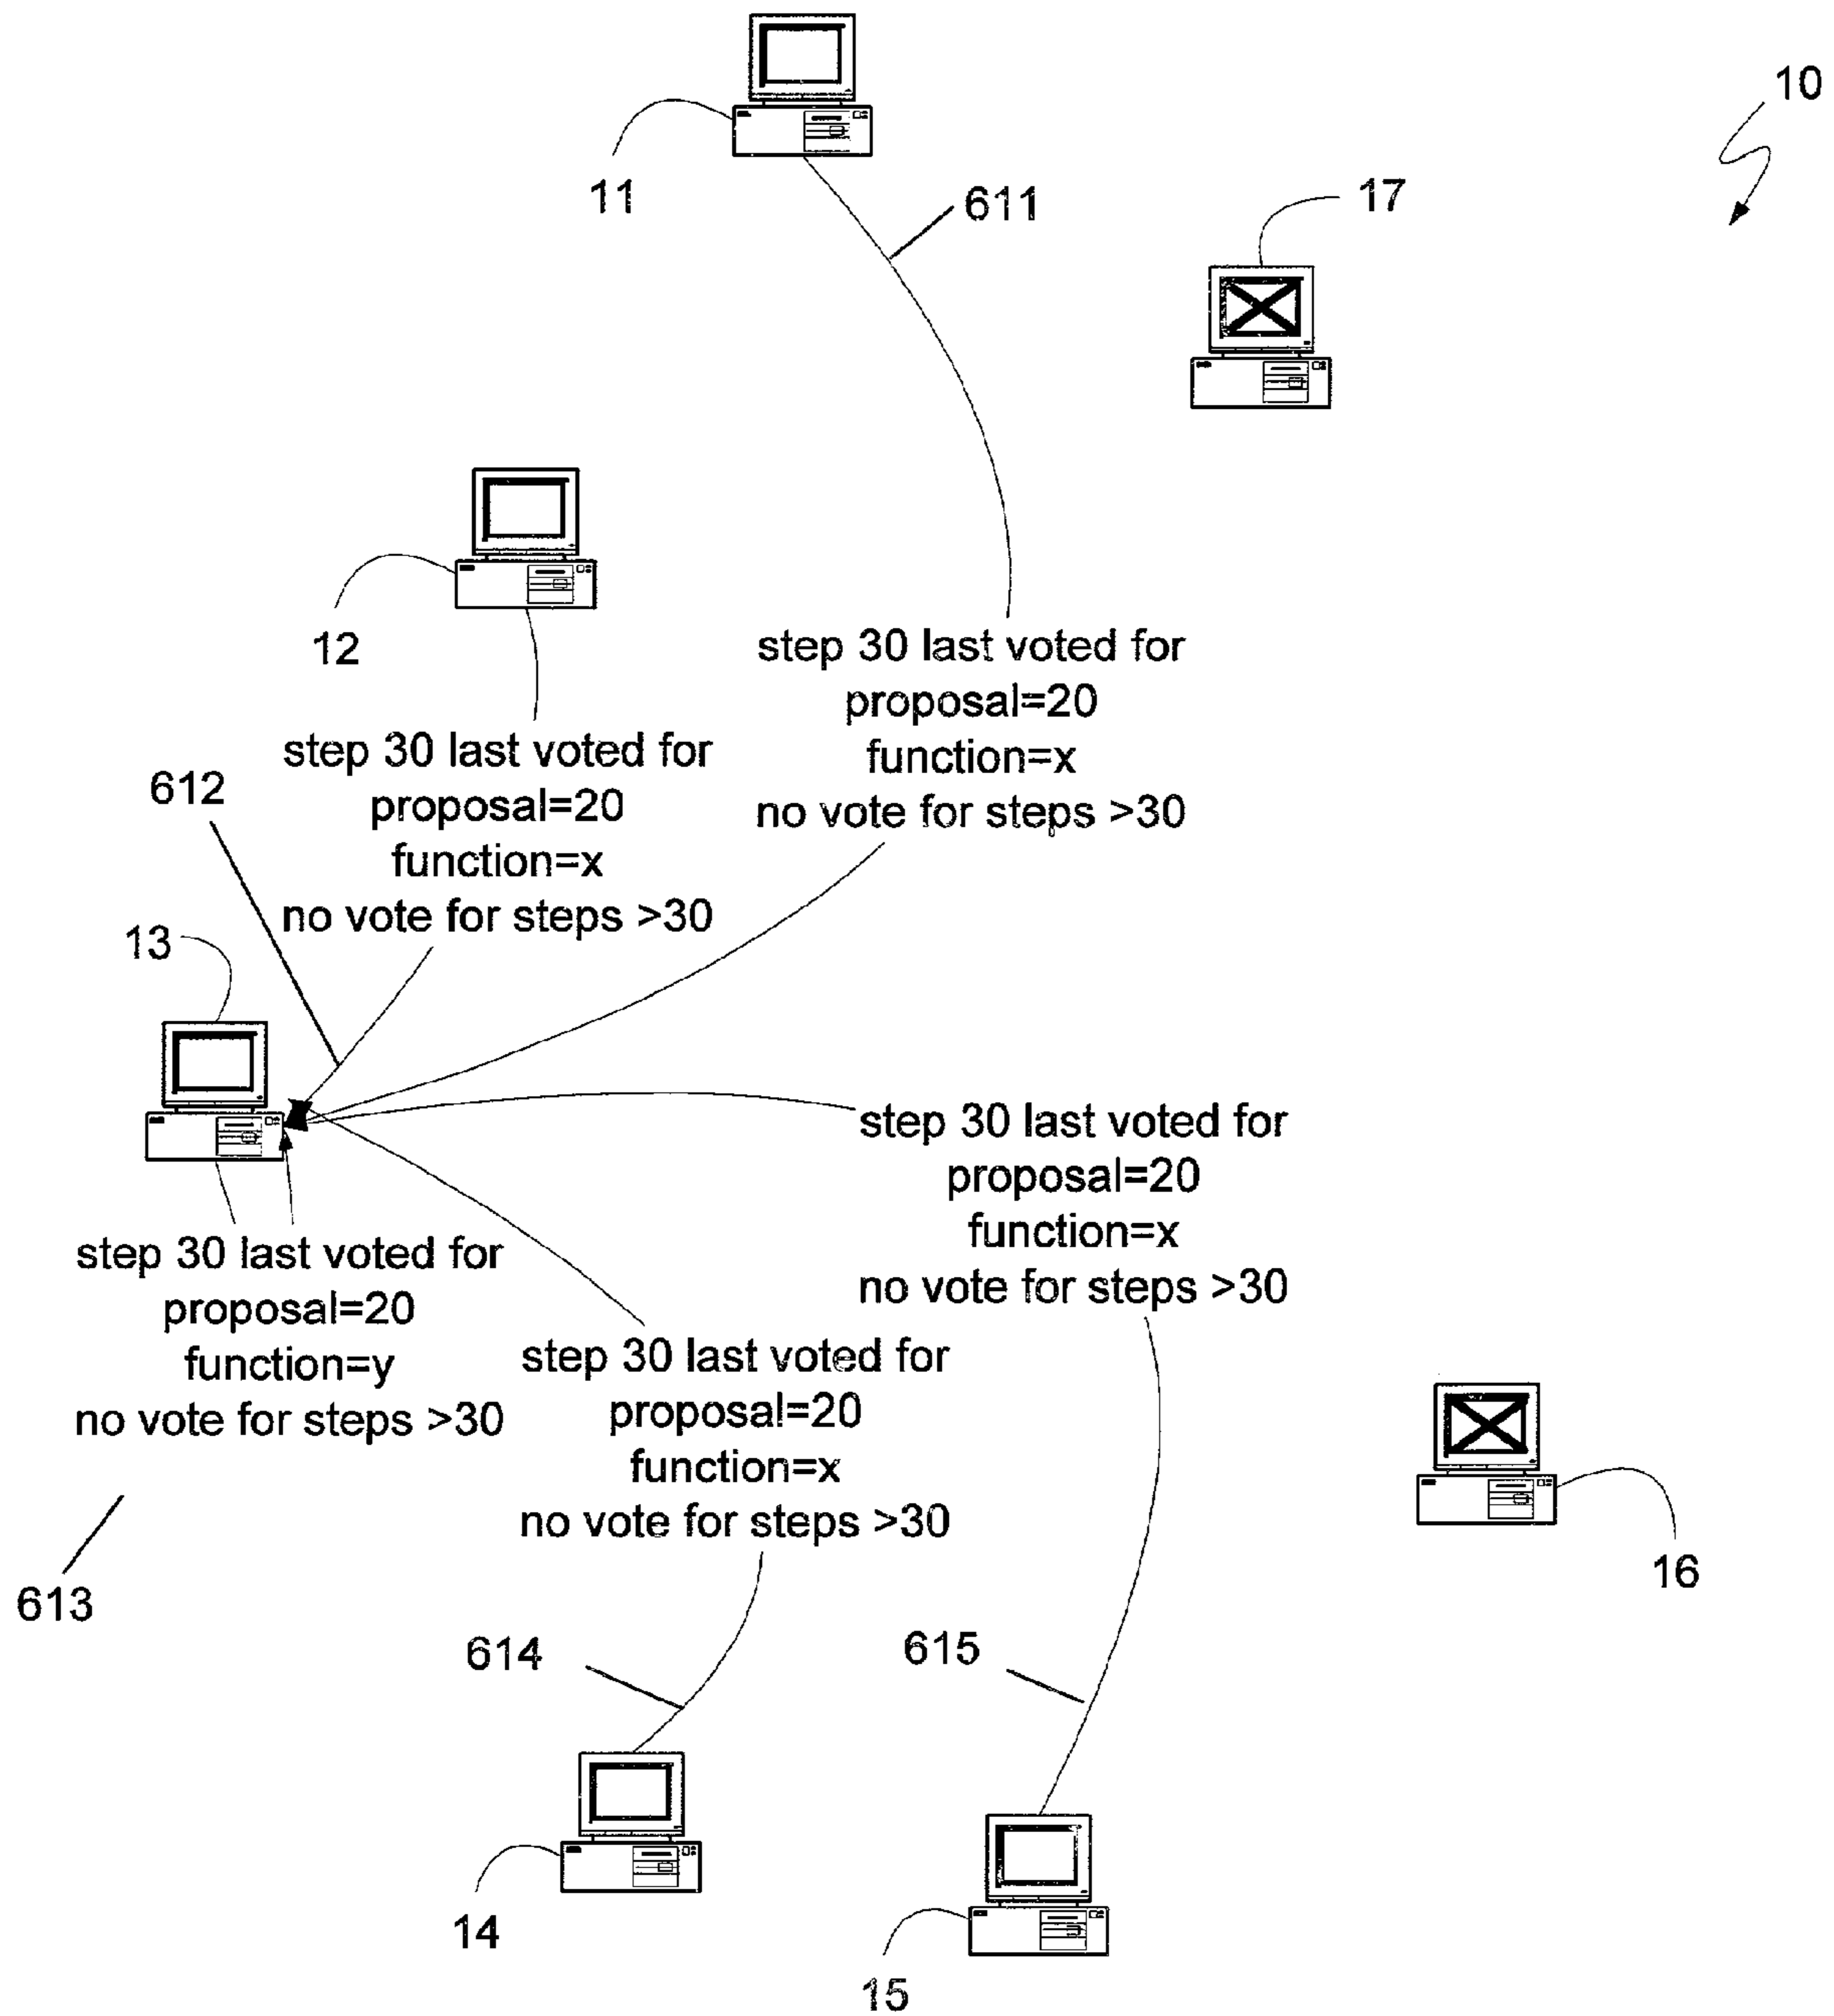 10
11
611
17
12
step 30 last voted for
proposal=20
function=x
no vote for steps >30
612
step 30 last voted for
proposal=20
function=x
no vote for steps >30
13
step 30 last voted for
proposal=20
function=x
no vote for steps >30
step 30 last voted for
proposal=20
function=y
no vote for steps >30
613
step 30 last voted for
proposal=20
function=x
no vote for steps >30
16
614
615
14
15